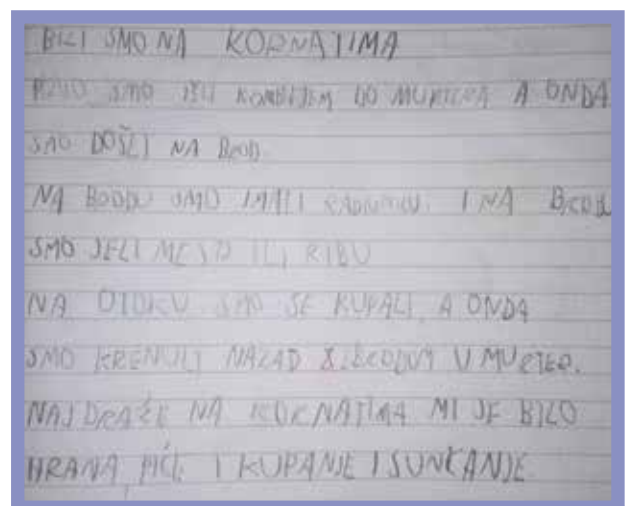 BILI SMO NA KORNATIMA
PRVO SMO IŠLI KOMBIJEM DO MURTERA A ONDA
SMO DOŠLI NA BROD.
NA BRODU SMO IMALI I NA BRODU
SMO JELI MESO ILI RIBU
NA OTOKU SMO SE KUPALI, A ONDA
SMO KRENULI NAZAD U MURTER.
NAJDRAŽE NA KORNATIMA MI JE BILO
HRANA, PIĆE I KUPANJE I SUNČANJE